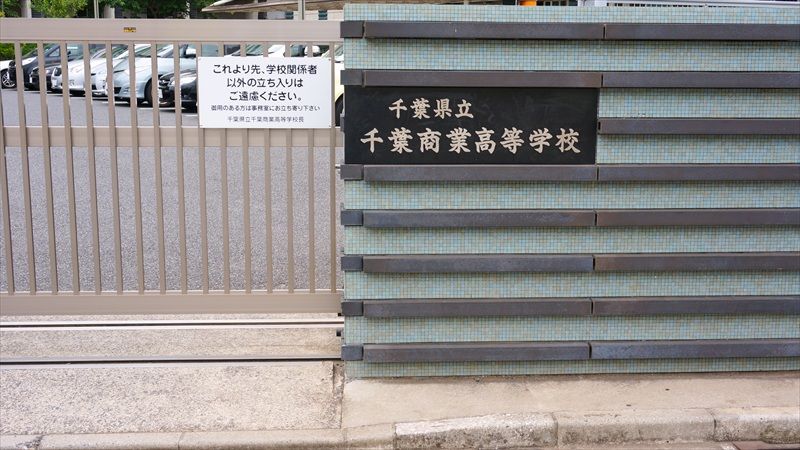 これより先、学校関係者
以外の立ち入りは
ご遠慮ください。
御用のある方は事務室にお立ち寄り下さい
千葉県立千葉商業高等学校長
千葉県立
千葉商業高等学校